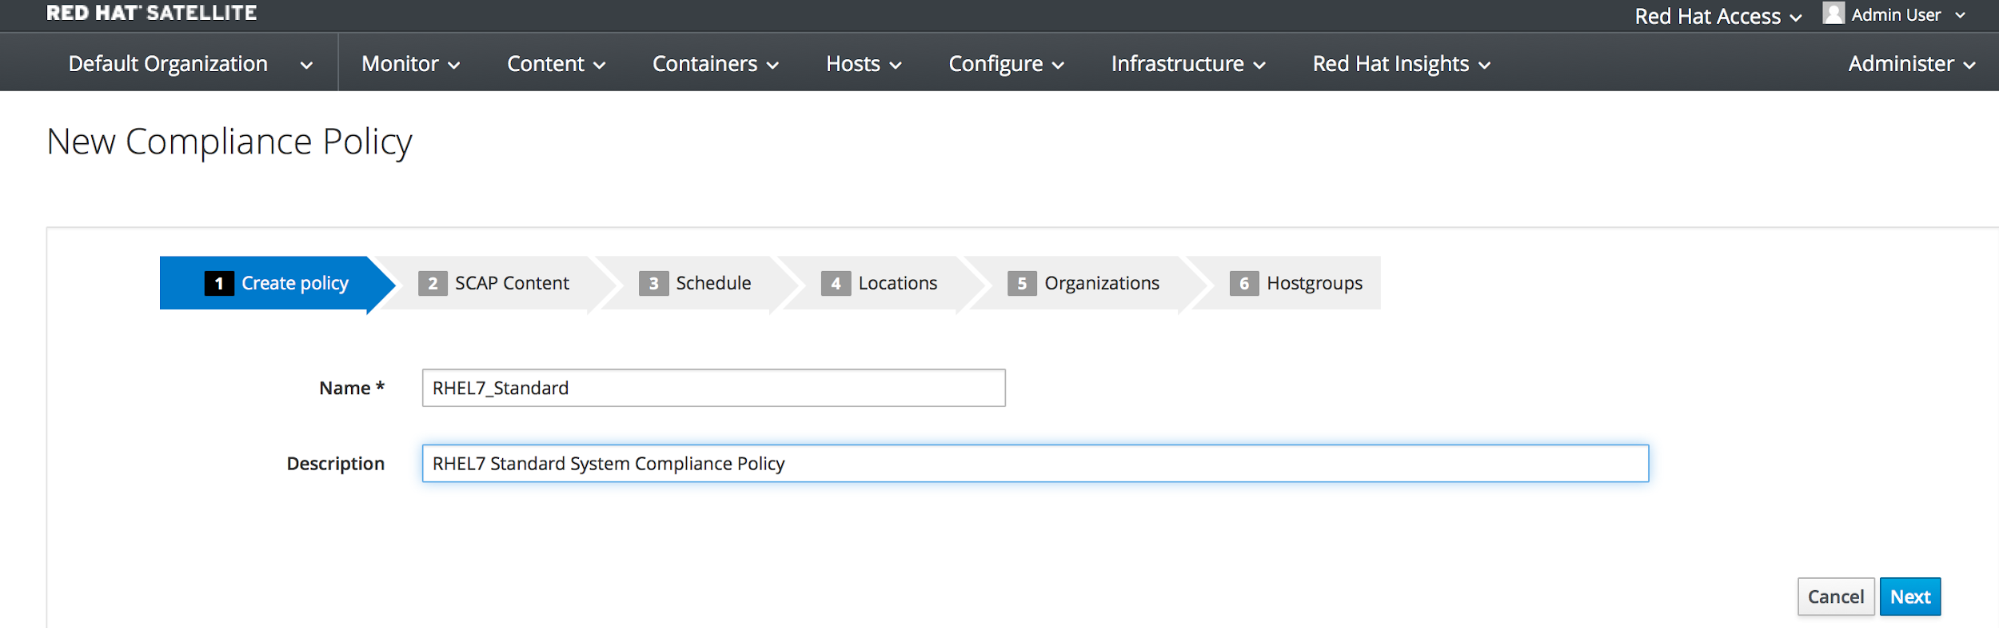 RED HAT SATELLITE
Red Hat Access Admin User
Default Organization Monitor Content Containers Hosts Configure Infrastructure Red Hat Insights Administer
New Compliance Policy
1 Create policy 2 SCAP Content 3 Schedule 4 Locations 5 Organizations 6 Hostgroups
Name * RHEL7_Standard
Description RHEL7 Standard System Compliance Policy
Cancel Next